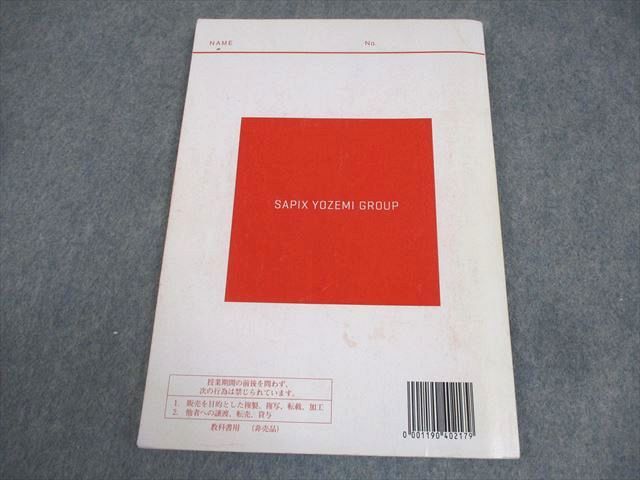 NAME No.
SAPIX YOZEMI GROUP
授業期間の前後を問わず、
次の行為は禁じられています。
1. 販売を目的とした複製、複写、転載、加工
2. 他者への譲渡、転売、貸与
教科書用 (非売品)
0 001190 402179